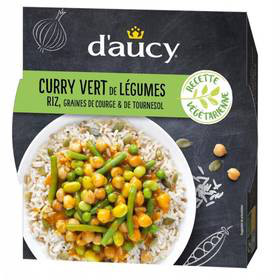 d'aucy
CURRY VERT DE LÉGUMES
RIZ, GRAINES DE COURGE & DE TOURNESOL
RECETTE
VÉGÉTARIENNE